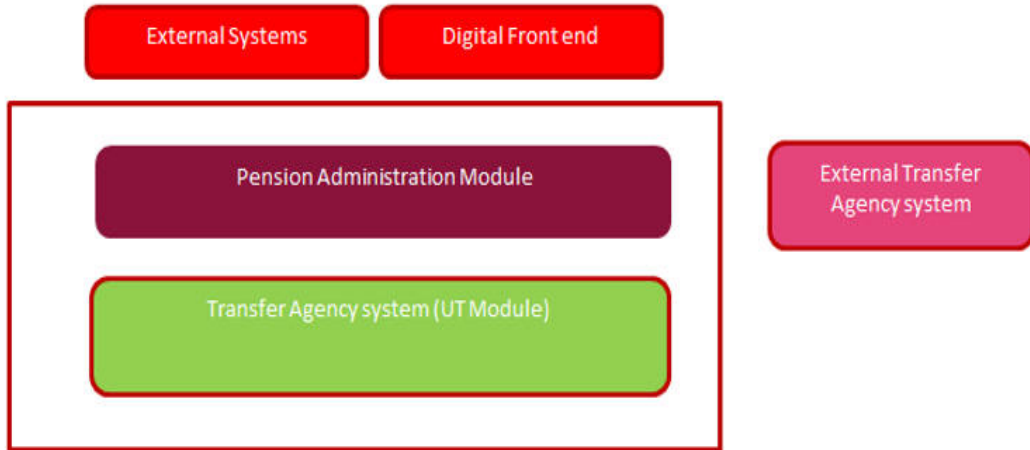 External Systems
Digital Front end
Pension Administration Module
External Transfer
Agency system
Transfer Agency system (UT Module)